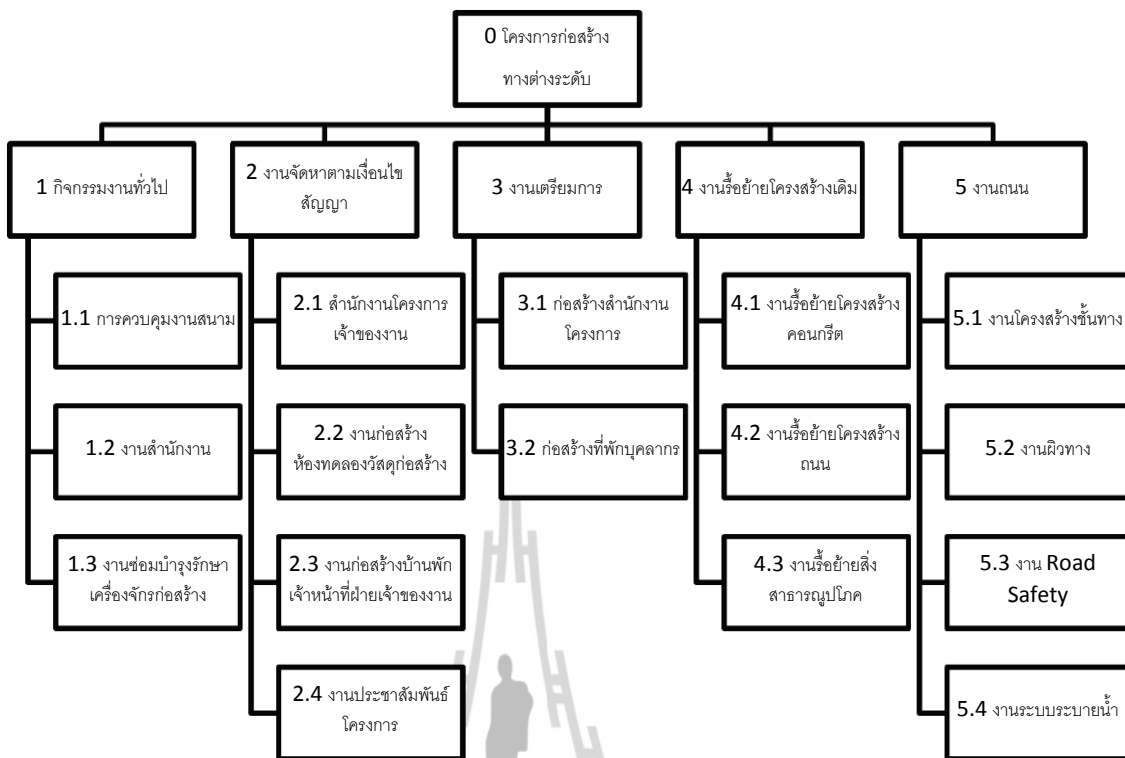 0 โครงการก่อสร้าง
ทางต่างระดับ
1 กิจกรรมงานทั่วไป
2 งานจัดหาตามเงื่อนไข
สัญญา
3 งานเตรียมการ
4 งานรื้อย้ายโครงสร้างเดิม
5 งานถนน
1.1 การควบคุมงานสนาม
2.1 สำนักงานโครงการ
เจ้าของงาน
3.1 ก่อสร้างสำนักงาน
โครงการ
4.1 งานรื้อย้ายโครงสร้าง
คอนกรีต
5.1 งานโครงสร้างชั้นทาง
1.2 งานสำนักงาน
2.2 งานก่อสร้าง
ห้องทดลองวัสดุก่อสร้าง
3.2 ก่อสร้างที่พักบุคลากร
4.2 งานรื้อย้ายโครงสร้าง
ถนน
5.2 งานผิวทาง
1.3 งานซ่อมบำรุงรักษา
เครื่องจักรก่อสร้าง
2.3 งานก่อสร้างบ้านพัก
เจ้าหน้าที่ฝ่ายเจ้าของงาน
4.3 งานรื้อย้ายสิ่ง
สาธารณูปโภค
5.3 งาน Road
Safety
2.4 งานประชาสัมพันธ์
โครงการ
5.4 งานระบบระบายน้ำ